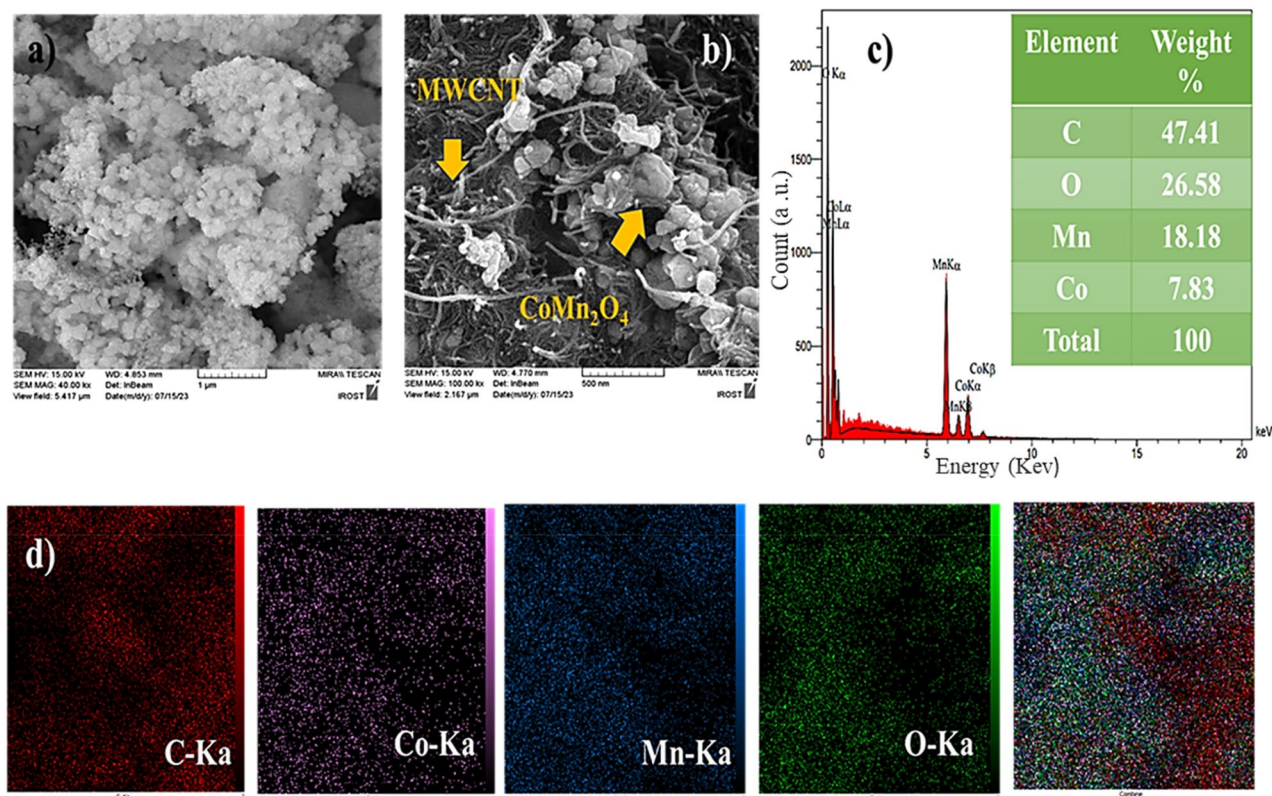 a)
SEM HV: 15.00 kV
WD: 4.853 mm
MIRA\\ TESCAN
SEM MAG: 40.00 kx
Det: InBeam
1 µm
View field: 5.417 µm
Date(m/d/y): 07/15/23
IROST
b)
MWCNT
CoMn₂O₄
SEM HV: 15.00 kV
WD: 4.770 mm
MIRA\\ TESCAN
SEM MAG: 100.00 kx
Det: InBeam
500 nm
View field: 2.167 µm
Date(m/d/y): 07/15/23
IROST
c)
Count (a .u.)
2000
1500
1000
500
0
O Kα
CoLα
MnLα
MnKα
CoKβ
CoKα
MnKβ
0
5
10
15
20
keV
Energy (Kev)
Element Weight
%
C 47.41
O 26.58
Mn 18.18
Co 7.83
Total 100
d)
C-Ka
Co-Ka
Mn-Ka
O-Ka
Combine